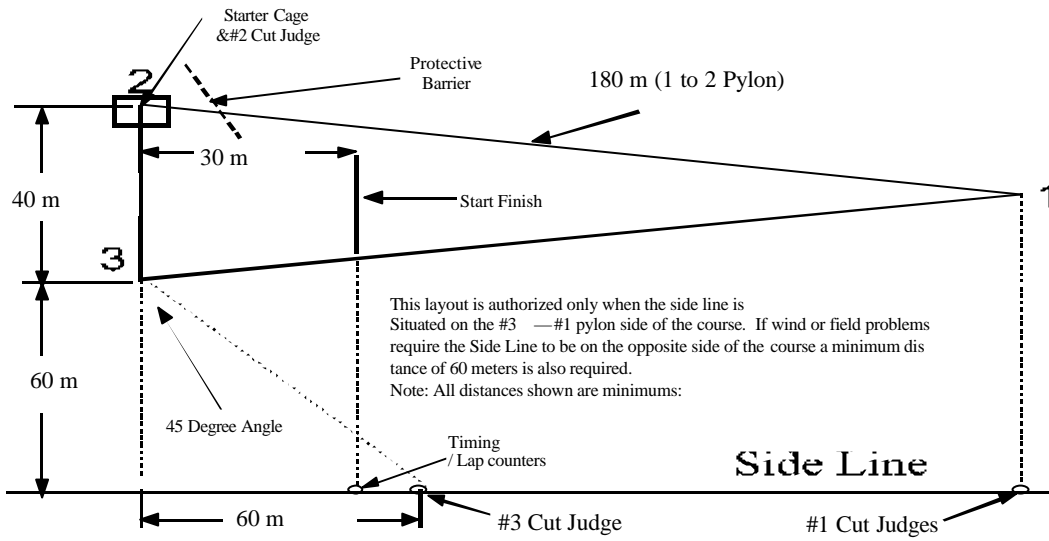 Starter Cage
&#2 Cut Judge
Protective
Barrier
2
180 m (1 to 2 Pylon)
30 m
40 m
Start Finish
1
3
This layout is authorized only when the side line is
Situated on the #3 —#1 pylon side of the course. If wind or field problems
require the Side Line to be on the opposite side of the course a minimum dis
tance of 60 meters is also required.
Note: All distances shown are minimums:
60 m
45 Degree Angle
Timing
/ Lap counters
Side Line
60 m
#3 Cut Judge
#1 Cut Judges